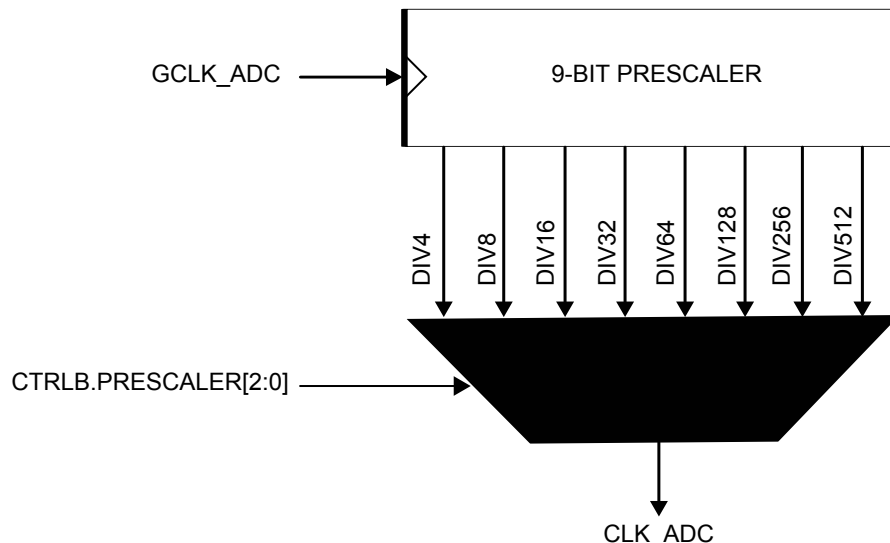 GCLK_ADC
9-BIT PRESCALER
DIV4
DIV8
DIV16
DIV32
DIV64
DIV128
DIV256
DIV512
CTRLB.PRESCALER[2:0]
CLK_ADC